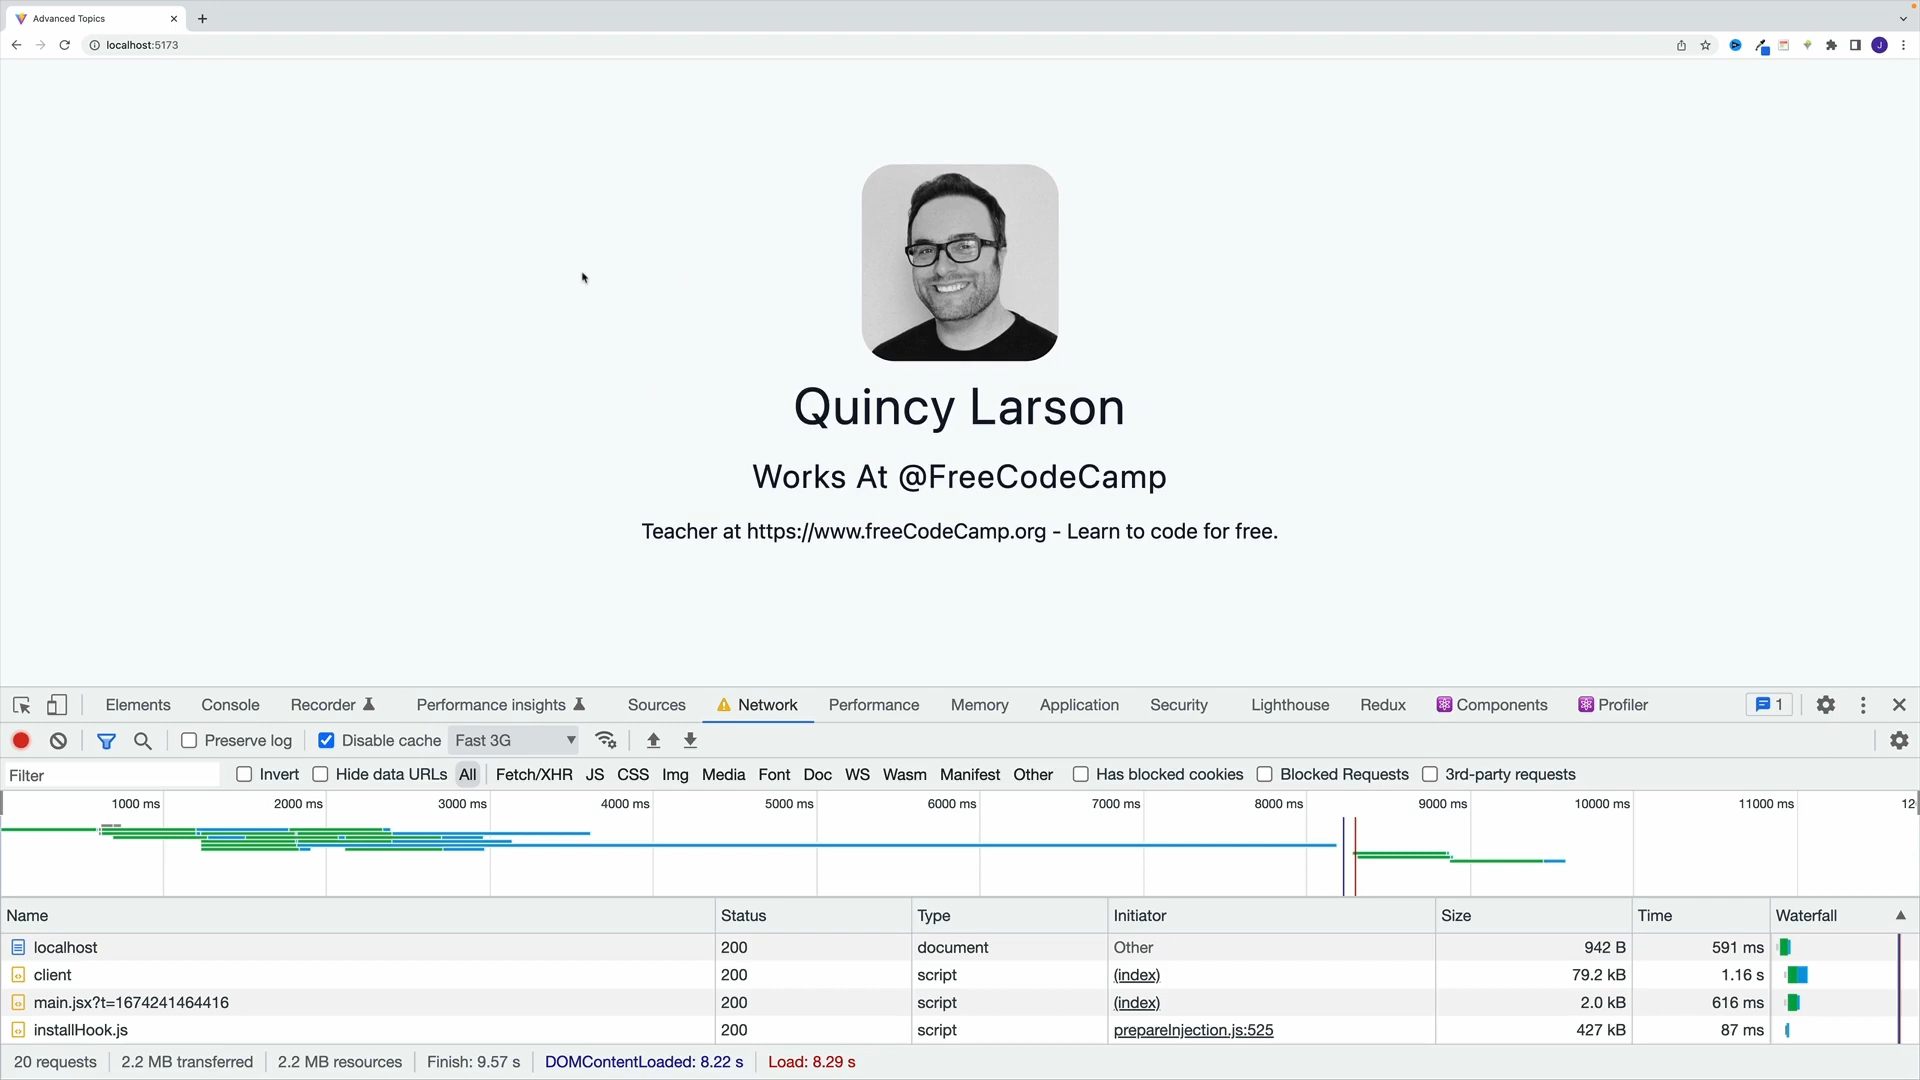 Advanced Topics
localhost:5173
J
Quincy Larson
Works At @FreeCodeCamp
Teacher at https://www.freeCodeCamp.org - Learn to code for free.
Elements Console Recorder Performance insights Sources Network Performance Memory Application Security Lighthouse Redux Components Profiler 1
Preserve log Disable cache Fast 3G
Filter Invert Hide data URLs All Fetch/XHR JS CSS Img Media Font Doc WS Wasm Manifest Other Has blocked cookies Blocked Requests 3rd-party requests
1000 ms 2000 ms 3000 ms 4000 ms 5000 ms 6000 ms 7000 ms 8000 ms 9000 ms 10000 ms 11000 ms 12
Name Status Type Initiator Size Time Waterfall
localhost 200 document Other 942 B 591 ms
client 200 script (index) 79.2 kB 1.16 s
main.jsx?t=1674241464416 200 script (index) 2.0 kB 616 ms
installHook.js 200 script prepareInjection.js:525 427 kB 87 ms
20 requests 2.2 MB transferred 2.2 MB resources Finish: 9.57 s DOMContentLoaded: 8.22 s Load: 8.29 s